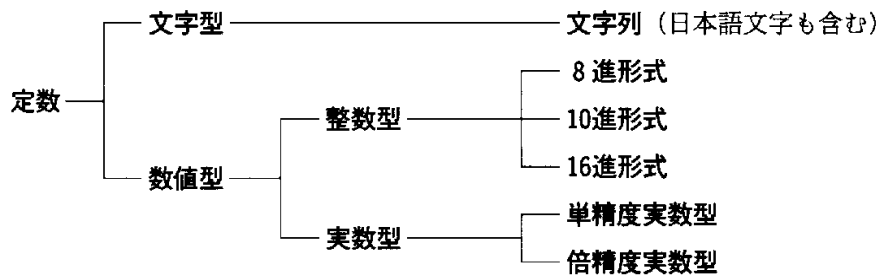 文字型 文字列（日本語文字も含む）
8進形式
定数
整数型 10進形式
数値型 16進形式
単精度実数型
実数型
倍精度実数型